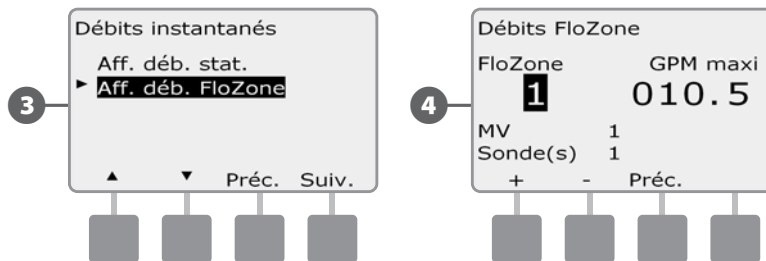 3
Débits instantanés
Aff. déb. stat.
► Aff. déb. FloZone
▲ ▼ Préc. Suiv.
4
Débits FloZone
FloZone GPM maxi
1 010.5
MV 1
Sonde(s) 1
+ - Préc.